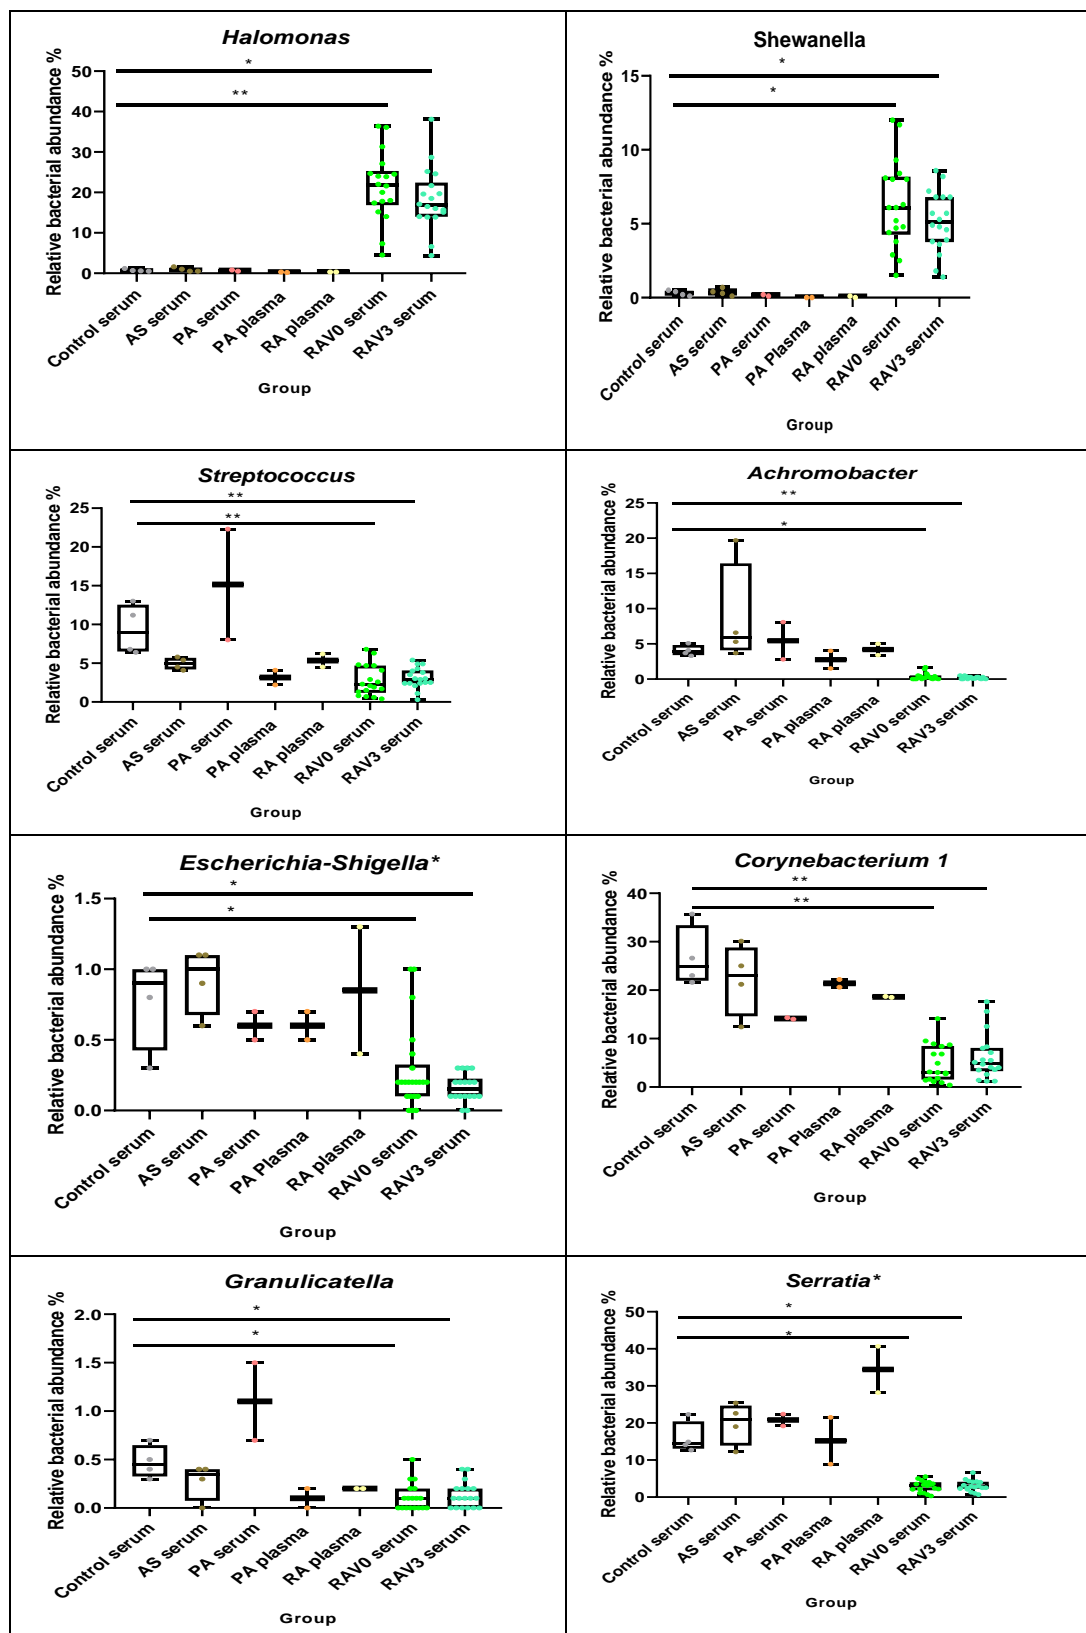 Halomonas
Relative bacterial abundance %
50
40
30
20
10
0
*
**
Control serum
AS serum
PA serum
PA plasma
RA plasma
RAV0 serum
RAV3 serum
Group
Shewanella
Relative bacterial abundance %
15
10
5
0
*
*
Control serum
AS serum
PA serum
PA Plasma
RA plasma
RAV0 serum
RAV3 serum
Group
Streptococcus
Relative bacterial abundance %
25
20
15
10
5
0
**
**
Control serum
AS serum
PA serum
PA plasma
RA plasma
RAV0 serum
RAV3 serum
Group
Achromobacter
Relative bacterial abundance %
25
20
15
10
5
0
**
*
Control serum
AS serum
PA serum
PA plasma
RA plasma
RAV0 serum
RAV3 serum
Group
Escherichia-Shigella*
Relative bacterial abundance %
1.5
1.0
0.5
0.0
*
*
Control serum
AS serum
PA serum
PA Plasma
RA plasma
RAV0 serum
RAV3 serum
Group
Corynebacterium 1
Relative bacterial abundance %
40
30
20
10
0
**
**
Control serum
AS serum
PA serum
PA Plasma
RA plasma
RAV0 serum
RAV3 serum
Group
Granulicatella
Relative bacterial abundance %
2.0
1.5
1.0
0.5
0.0
*
*
Control serum
AS serum
PA serum
PA plasma
RA plasma
RAV0 serum
RAV3 serum
Group
Serratia*
Relative bacterial abundance %
50
40
30
20
10
0
*
*
Control serum
AS serum
PA serum
PA Plasma
RA plasma
RAV0 serum
RAV3 serum
Group